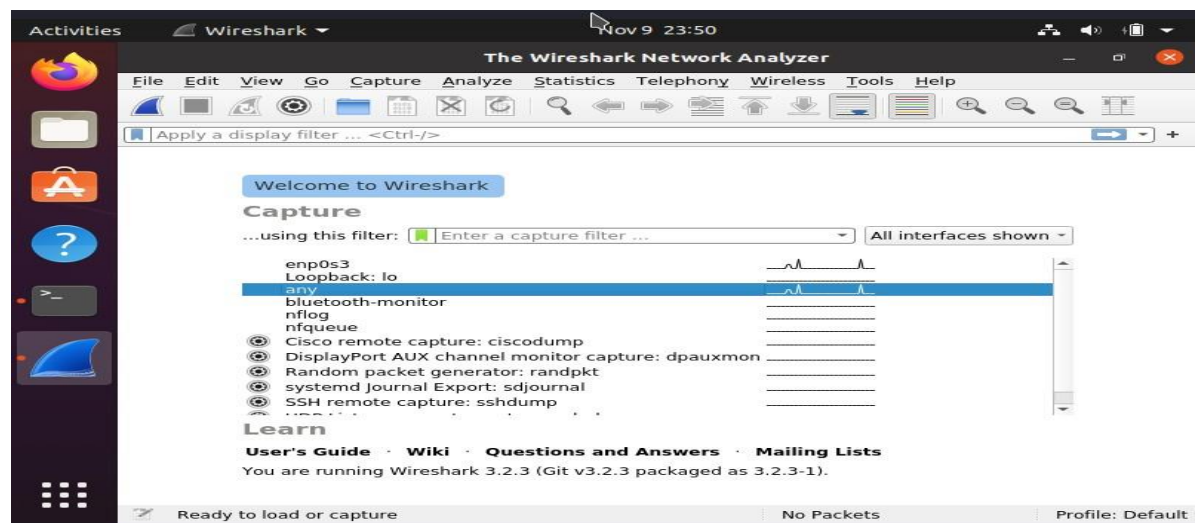 Activities Wireshark Nov 9 23:50
The Wireshark Network Analyzer
File Edit View Go Capture Analyze Statistics Telephony Wireless Tools Help
Apply a display filter ... <Ctrl-/>
Welcome to Wireshark
Capture
...using this filter: Enter a capture filter ... All interfaces shown
enp0s3
Loopback: lo
any
bluetooth-monitor
nflog
nfqueue
Cisco remote capture: ciscodump
DisplayPort AUX channel monitor capture: dpauxmon
Random packet generator: randpkt
systemd Journal Export: sdjournal
SSH remote capture: sshdump
Learn
User's Guide · Wiki · Questions and Answers · Mailing Lists
You are running Wireshark 3.2.3 (Git v3.2.3 packaged as 3.2.3-1).
Ready to load or capture No Packets Profile: Default